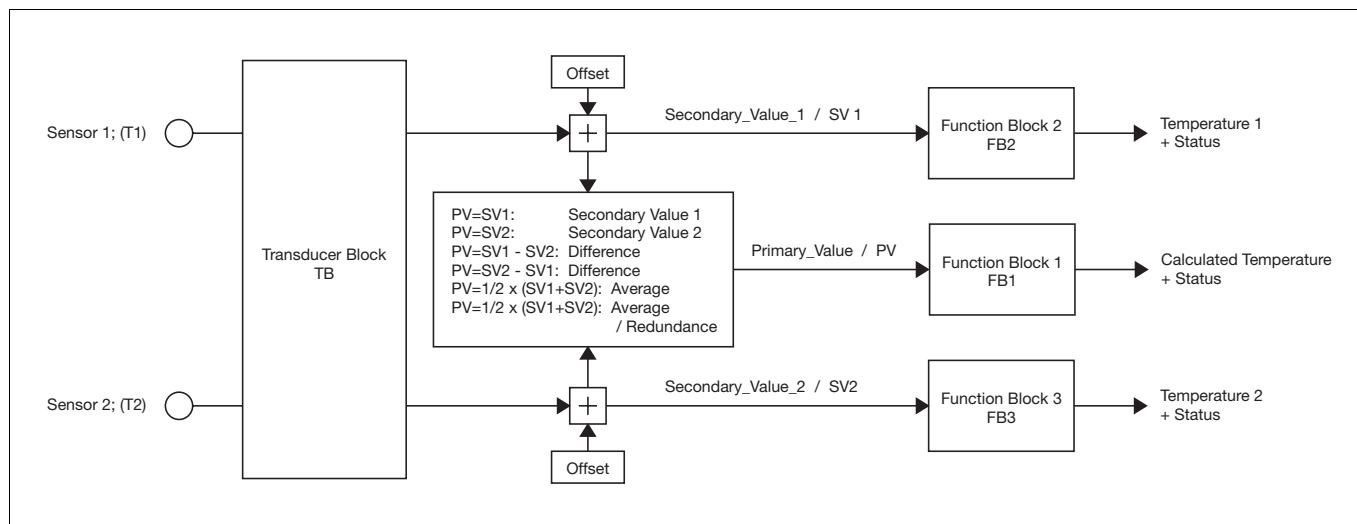 Offset
Sensor 1; (T1)
+
Secondary_Value_1 / SV 1
Function Block 2
FB2
Temperature 1
+ Status
Transducer Block
TB
PV=SV1: Secondary Value 1
PV=SV2: Secondary Value 2
PV=SV1 - SV2: Difference
PV=SV2 - SV1: Difference
PV=1/2 x (SV1+SV2): Average
PV=1/2 x (SV1+SV2): Average
/ Redundance
Primary_Value / PV
Function Block 1
FB1
Calculated Temperature
+ Status
Sensor 2; (T2)
+
Secondary_Value_2 / SV2
Function Block 3
FB3
Temperature 2
+ Status
Offset